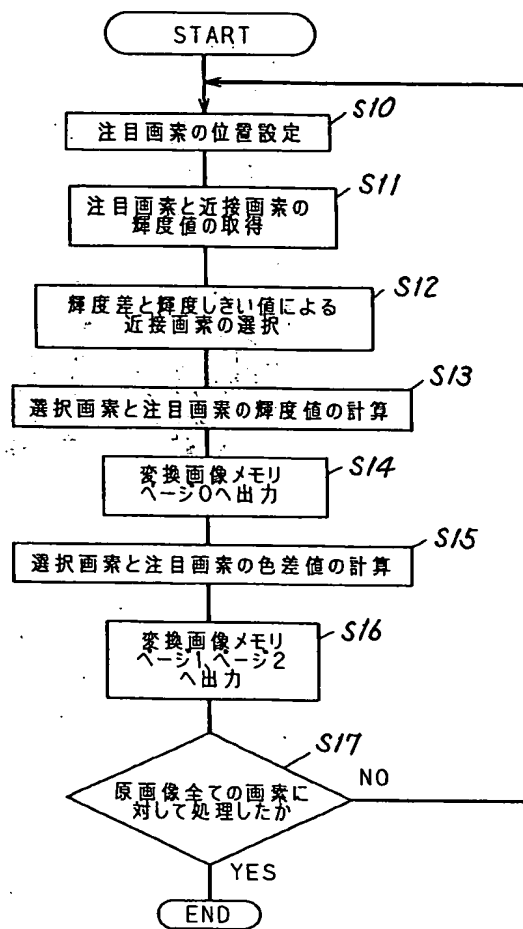 START
S10
注目画素の位置設定
S11
注目画素と近接画素の
輝度値の取得
S12
輝度差と輝度しきい値による
近接画素の選択
S13
選択画素と注目画素の輝度値の計算
S14
変換画像メモリ
ページ0へ出力
S15
選択画素と注目画素の色差値の計算
S16
変換画像メモリ
ページ1、ページ2
へ出力
S17
原画像全ての画素に
対して処理したか
NO
YES
END